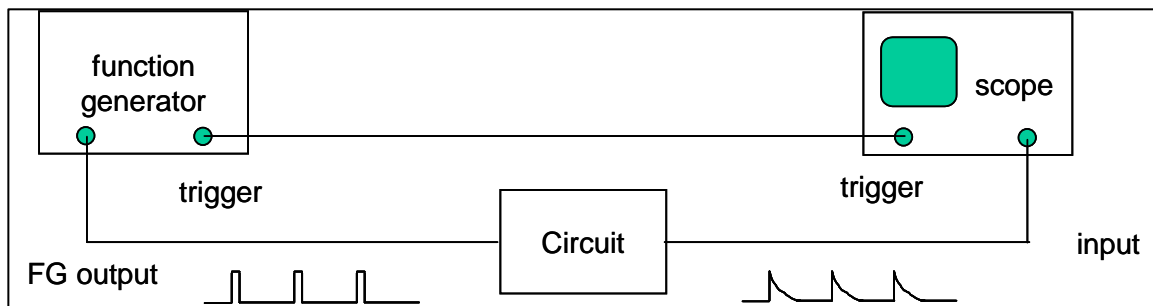 function
generator
scope
trigger
trigger
Circuit
input
FG output